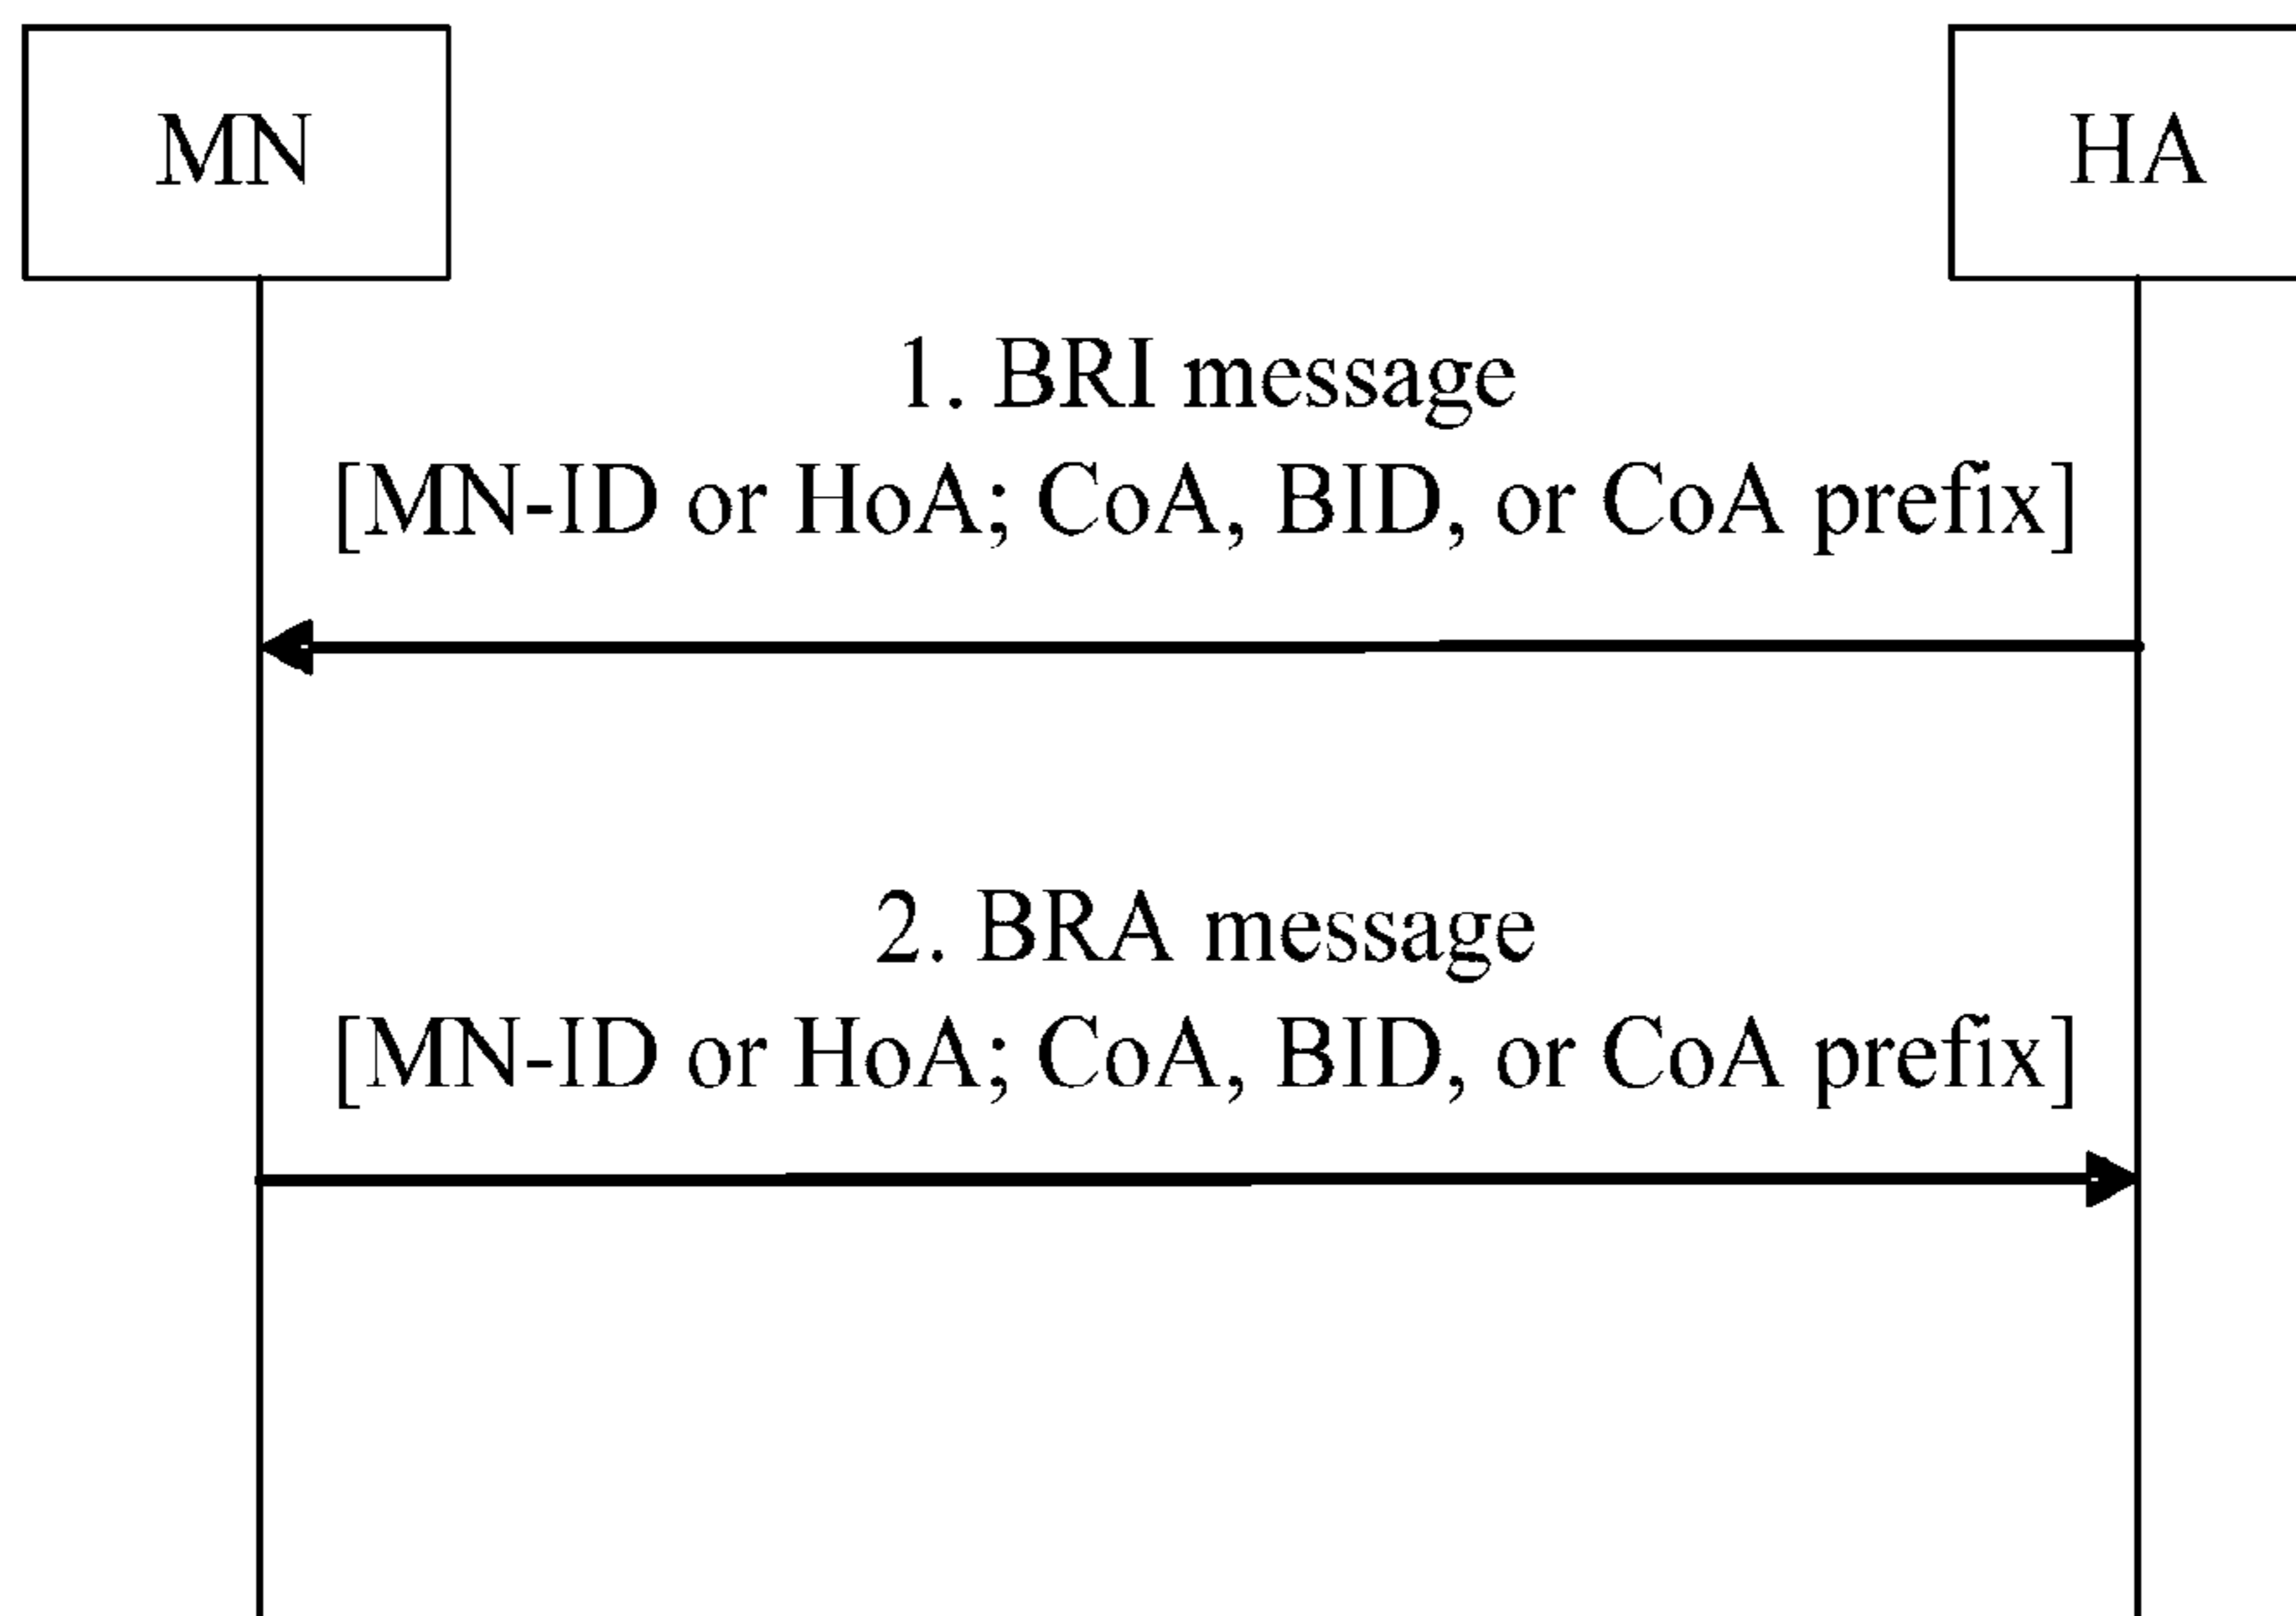 MN
HA
1. BRI message
[MN-ID or HoA; CoA, BID, or CoA prefix]
2. BRA message
[MN-ID or HoA; CoA, BID, or CoA prefix]